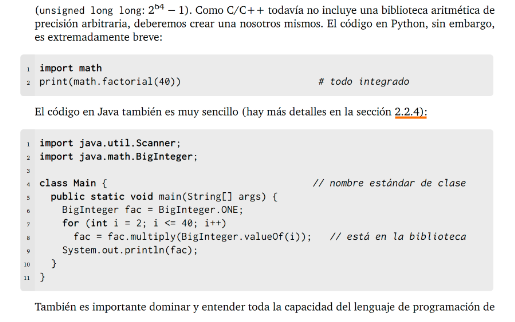 (unsigned long long: 2⁶⁴ − 1). Como C/C++ todavía no incluye una biblioteca aritmética de
precisión arbitraria, deberemos crear una nosotros mismos. El código en Python, sin embargo,
es extremadamente breve:
1 import math
2 print(math.factorial(40)) # todo integrado
El código en Java también es muy sencillo (hay más detalles en la sección 2.2.4):
1 import java.util.Scanner;
2 import java.math.BigInteger;
3
4 class Main { // nombre estándar de clase
5 public static void main(String[] args) {
6 BigInteger fac = BigInteger.ONE;
7 for (int i = 2; i <= 40; i++)
8 fac = fac.multiply(BigInteger.valueOf(i)); // está en la biblioteca
9 System.out.println(fac);
10 }
11 }
También es importante dominar y entender toda la capacidad del lenguaje de programación de